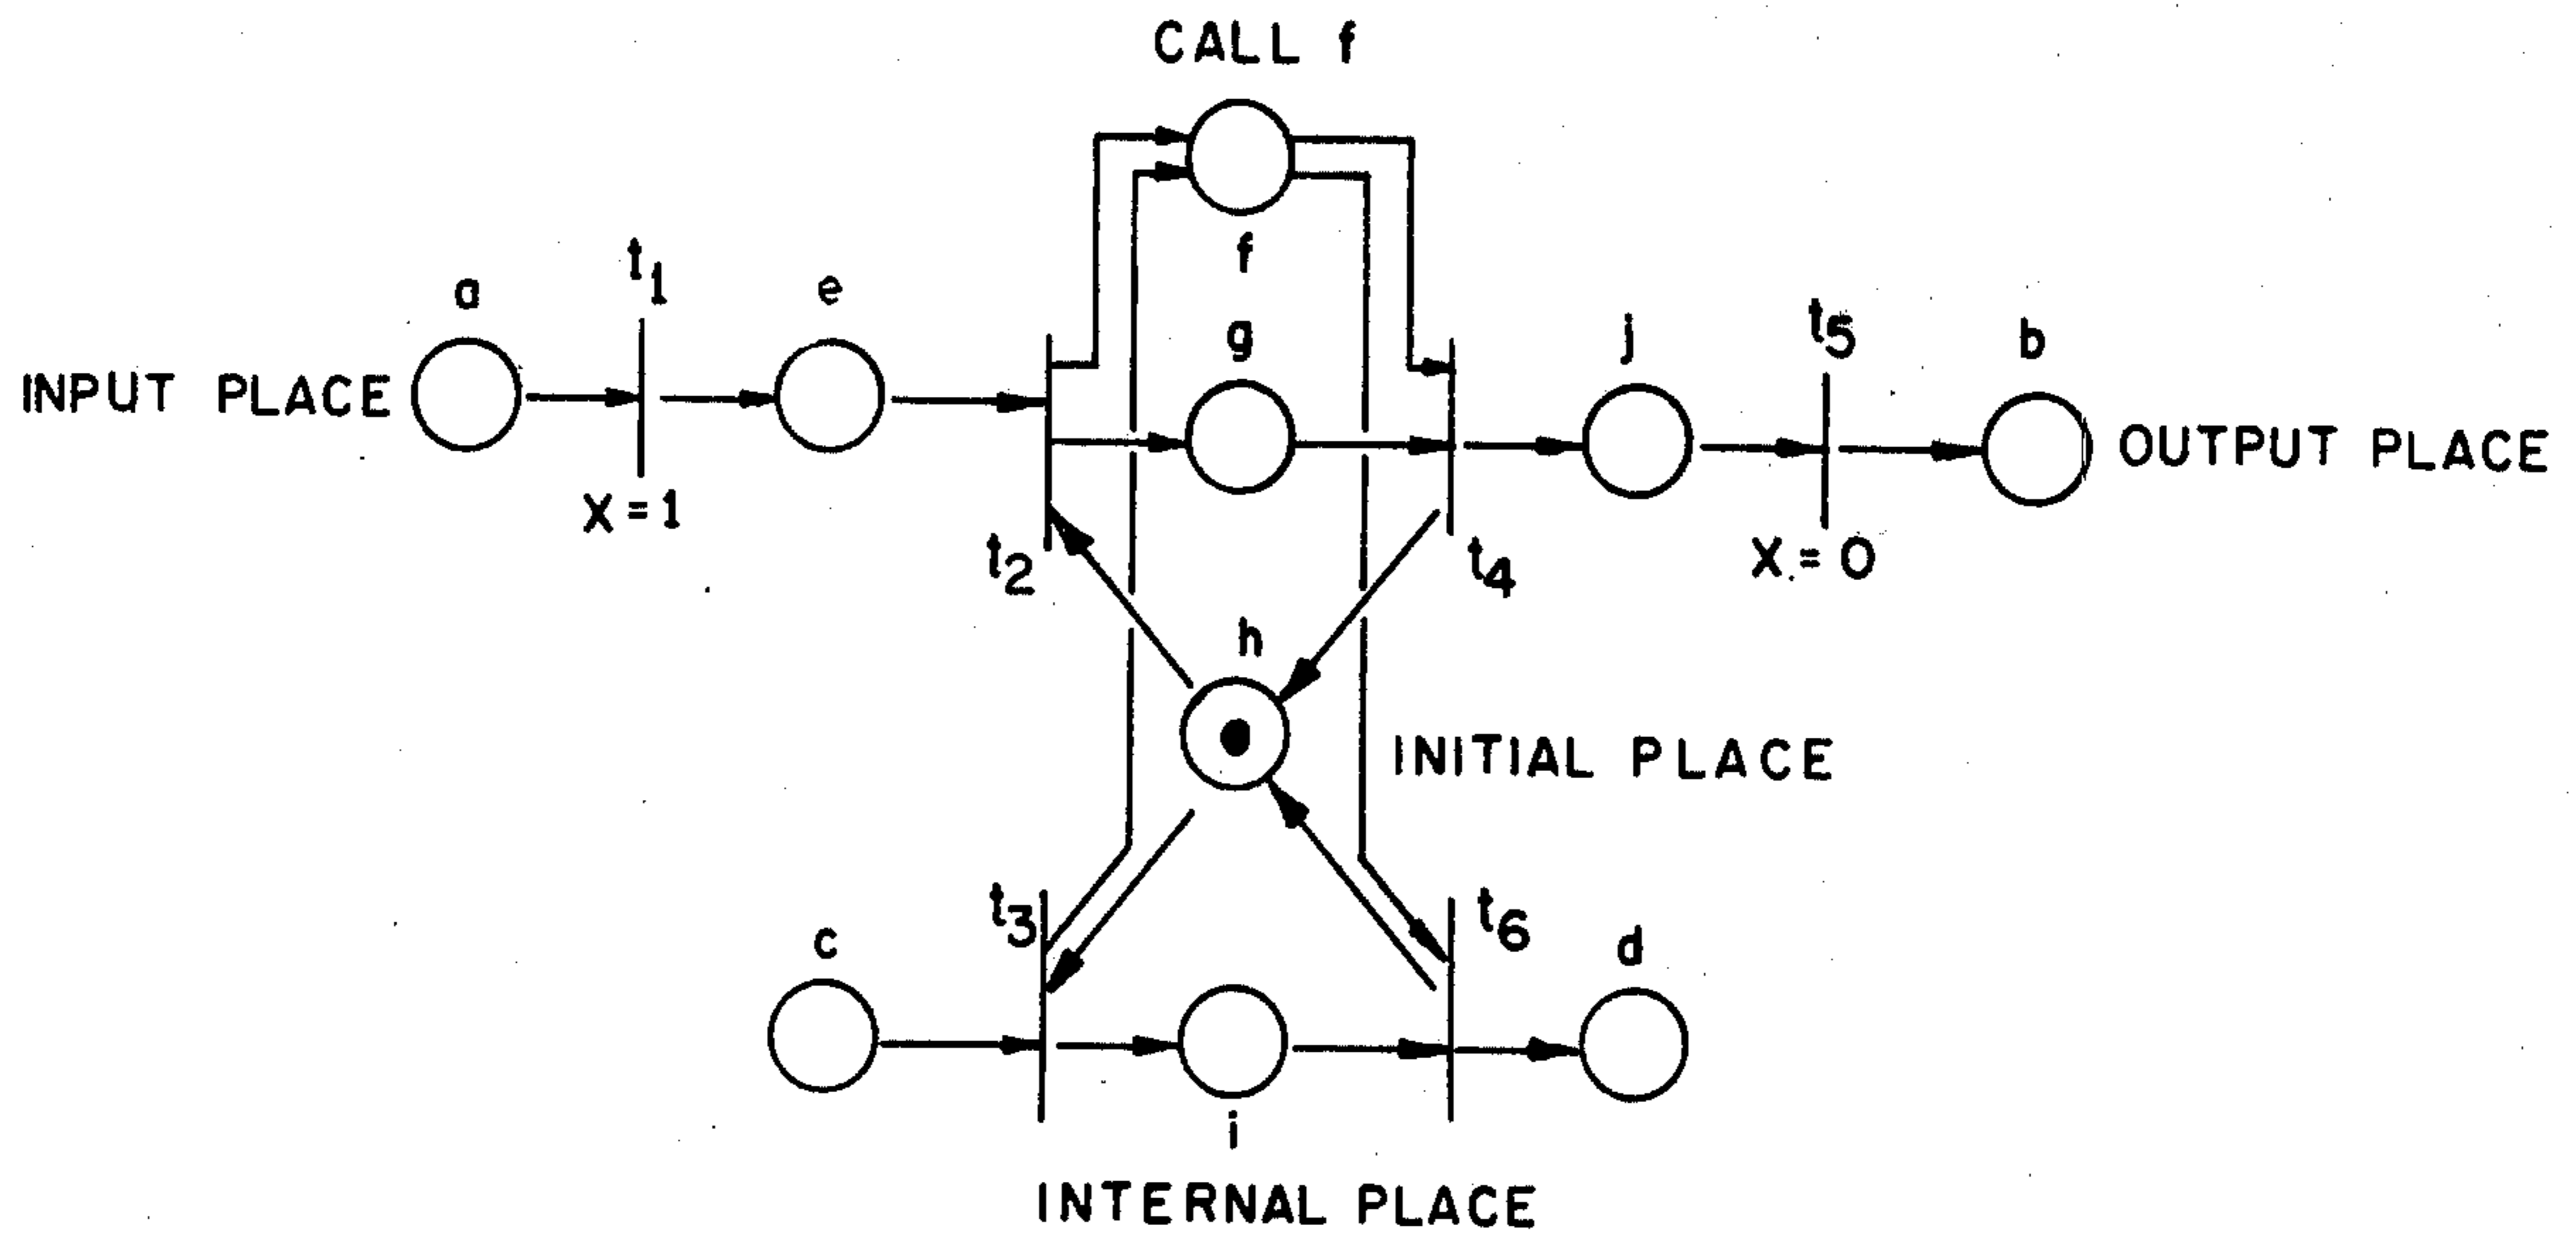 CALL f
f
t1
a
e
g
j
t5
b
INPUT PLACE
OUTPUT PLACE
X=1
t2
t4
X.=0
h
INITIAL PLACE
t3
t6
c
d
i
INTERNAL PLACE